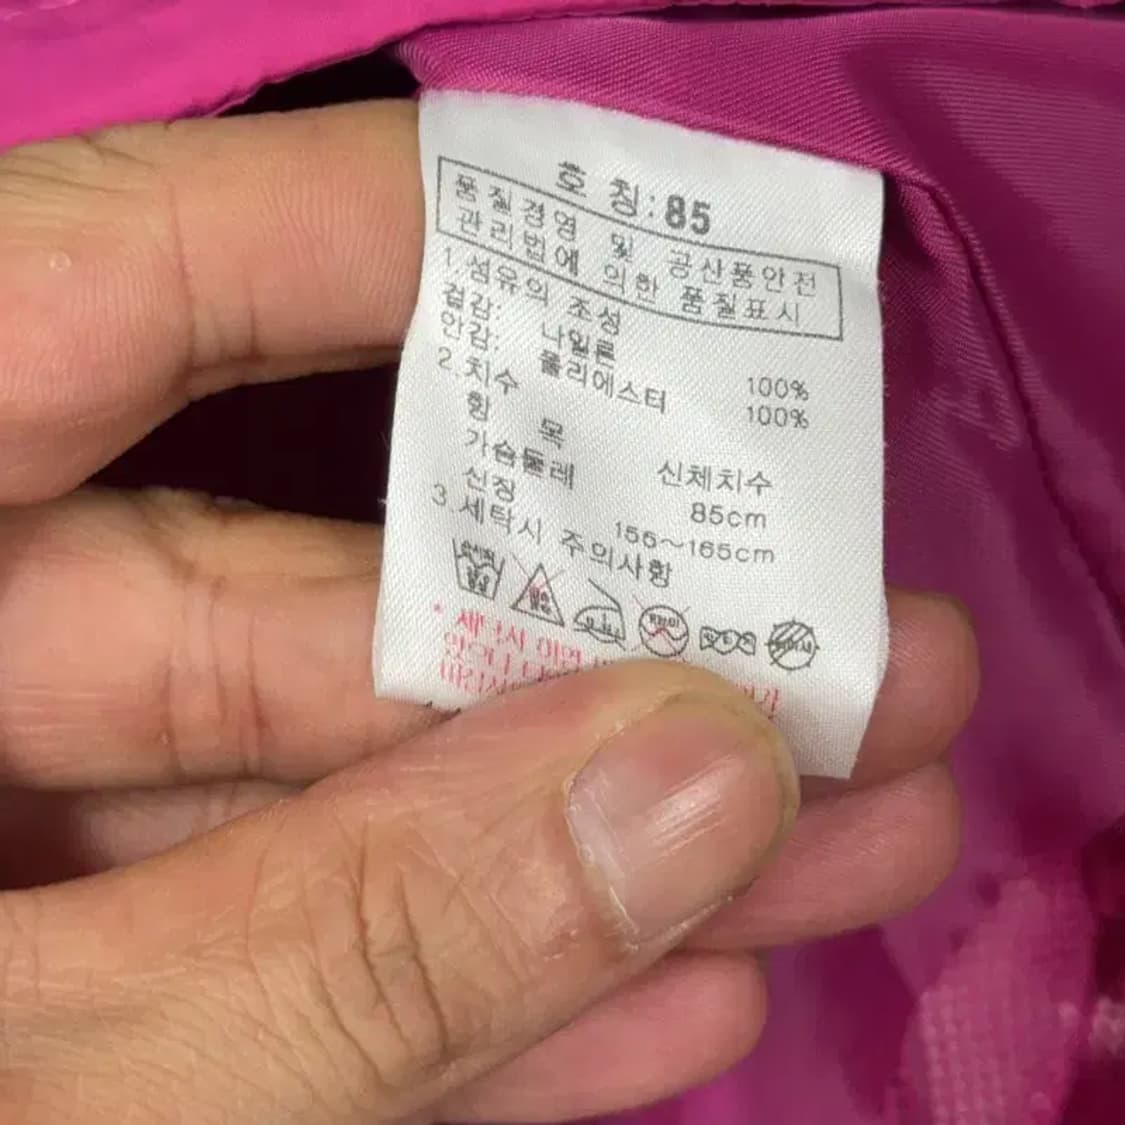 호 칭:85
품질경영 및 공산품안전
관리법에 의한 품질표시
1.섬유의 조성
겉감: 나일론 100%
안감: 폴리에스터 100%
2.치수
항 목 신체치수
가슴둘레 85cm
신장 155~165cm
3.세탁시 주의사항
* 세탁시